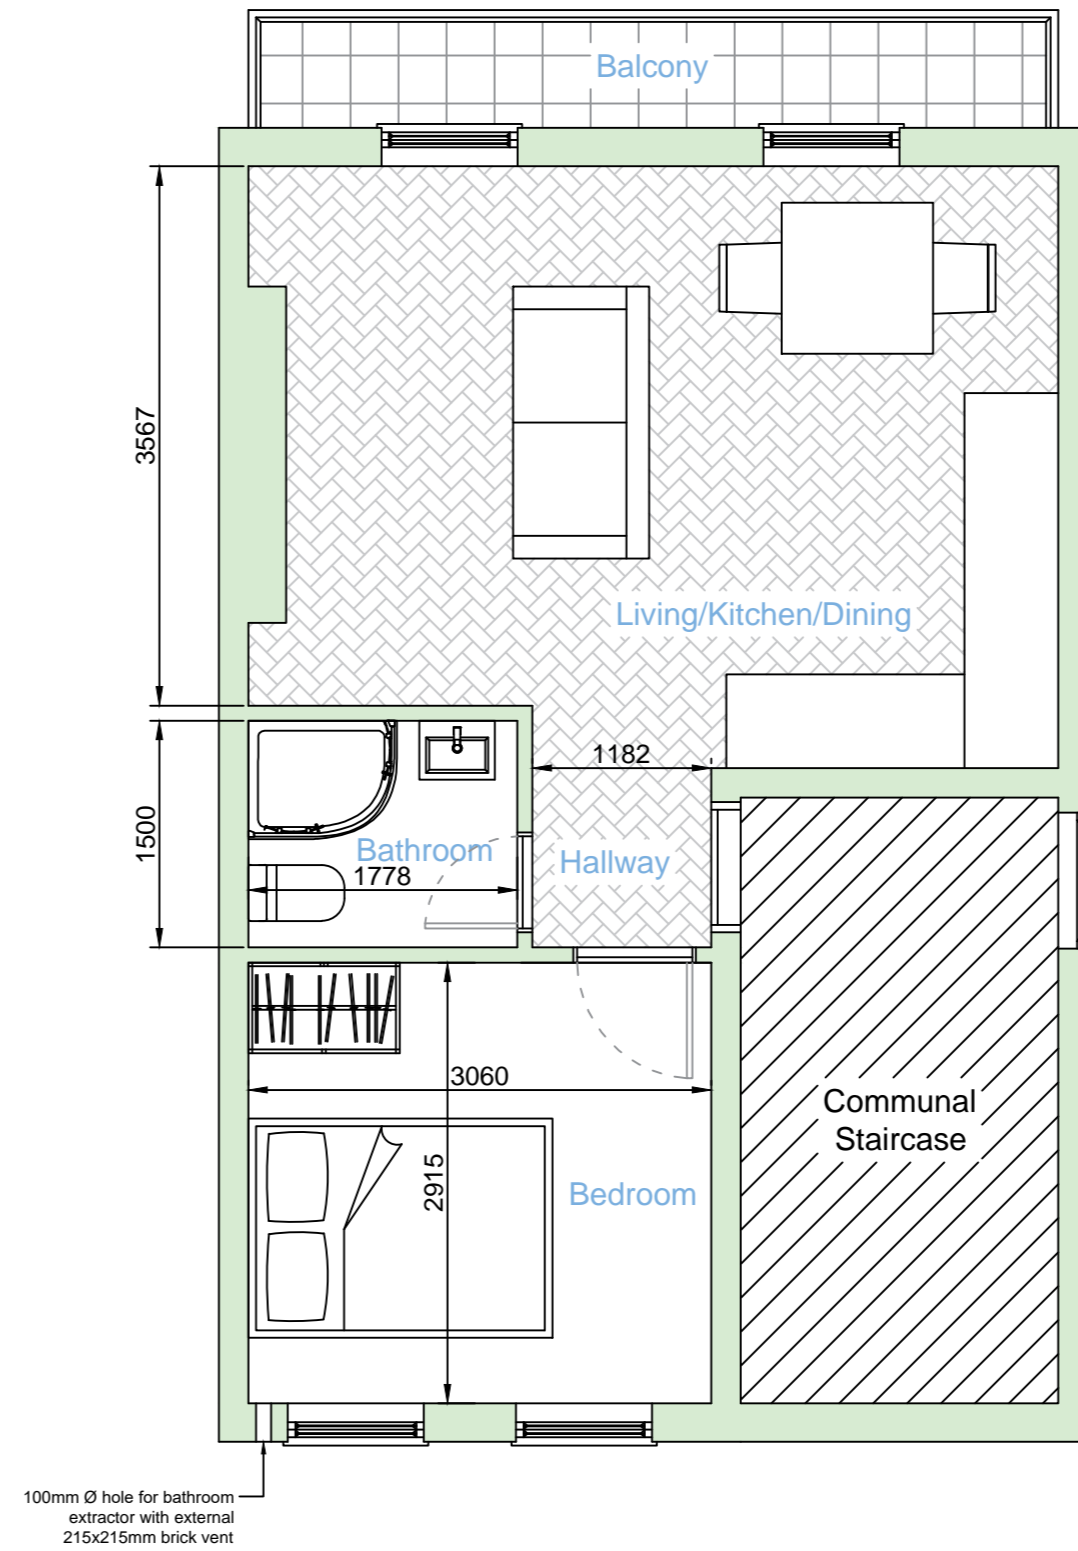 Balcony
3567
Living/Kitchen/Dining
1182
1500
Bathroom
Hallway
1778
3060
Communal
Staircase
2915
Bedroom
100mm Ø hole for bathroom
extractor with external
215x215mm brick vent